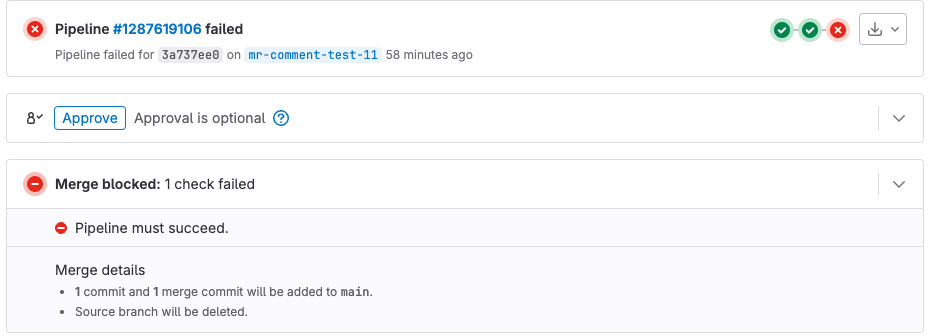 Pipeline #1287619106 failed
Pipeline failed for 3a737ee0 on mr-comment-test-11 58 minutes ago
Approve Approval is optional
Merge blocked: 1 check failed
Pipeline must succeed.
Merge details
• 1 commit and 1 merge commit will be added to main.
• Source branch will be deleted.